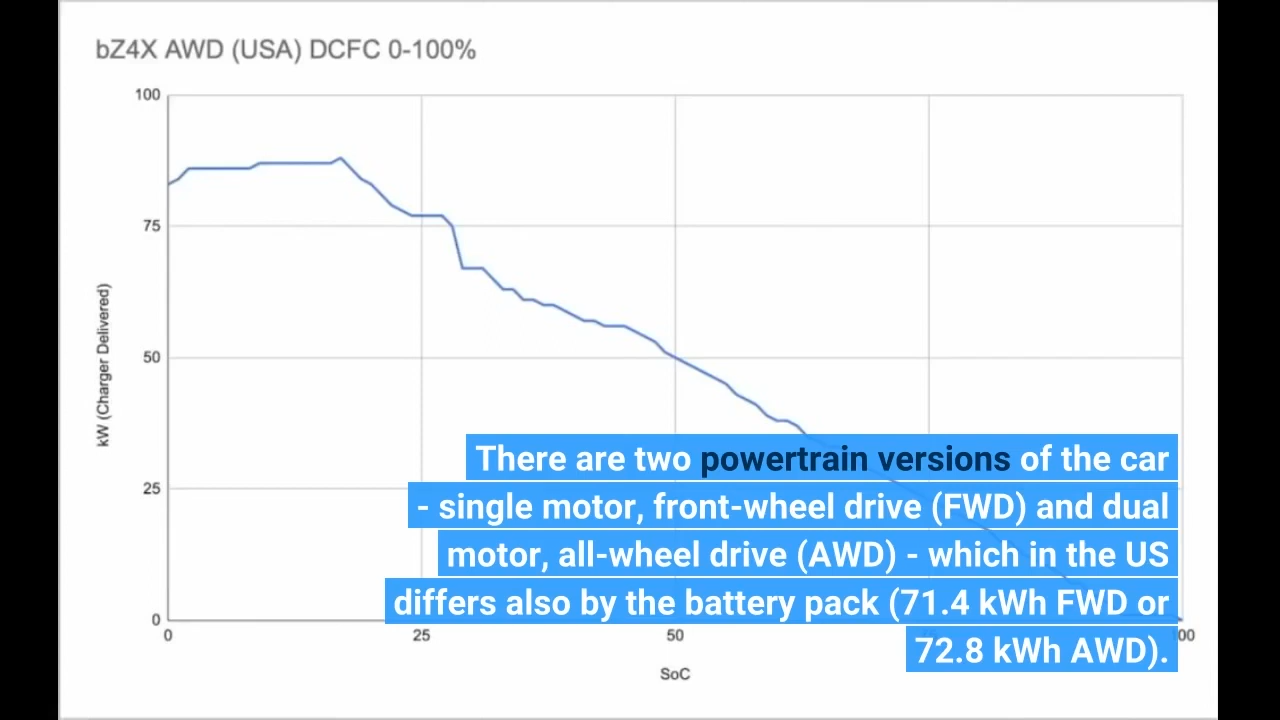 bZ4X AWD (USA) DCFC 0-100%
100
75
50
25
0
kW (Charger Delivered)
0
25
50
100
SoC
There are two powertrain versions of the car
- single motor, front-wheel drive (FWD) and dual
motor, all-wheel drive (AWD) - which in the US
differs also by the battery pack (71.4 kWh FWD or
72.8 kWh AWD).